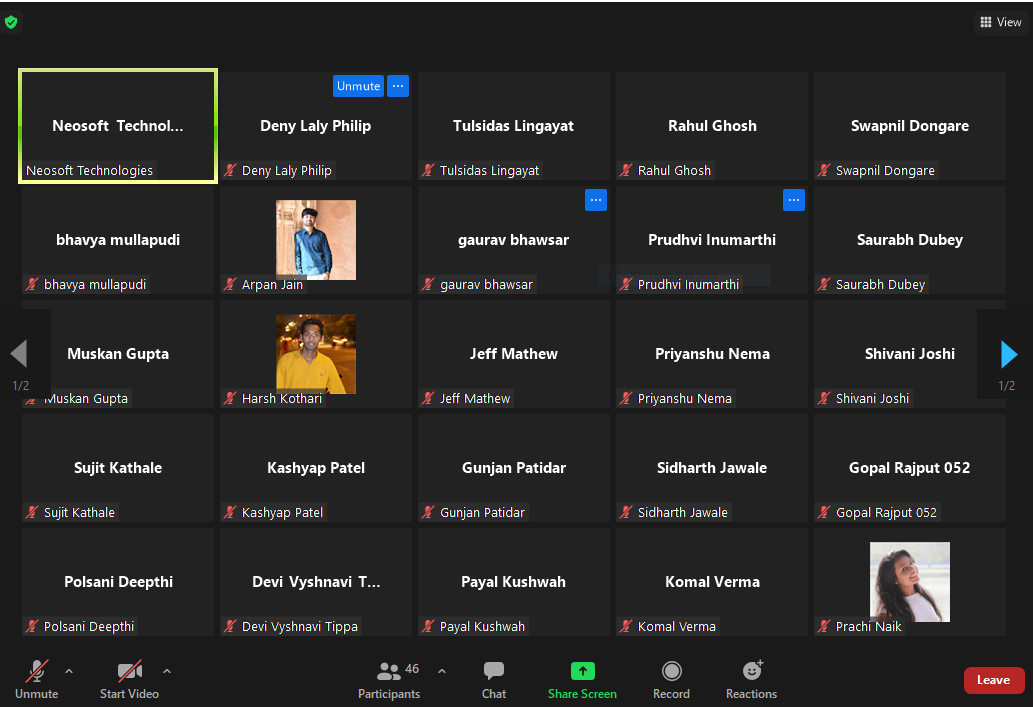 View
Neosoft Technol...
Neosoft Technologies
Unmute ...
Deny Laly Philip
Deny Laly Philip
Tulsidas Lingayat
Tulsidas Lingayat
Rahul Ghosh
Rahul Ghosh
Swapnil Dongare
Swapnil Dongare
bhavya mullapudi
bhavya mullapudi
Arpan Jain
...
gaurav bhawsar
gaurav bhawsar
...
Prudhvi Inumarthi
Prudhvi Inumarthi
Saurabh Dubey
Saurabh Dubey
1/2
Muskan Gupta
Muskan Gupta
Harsh Kothari
Jeff Mathew
Jeff Mathew
Priyanshu Nema
Priyanshu Nema
Shivani Joshi
Shivani Joshi
1/2
Sujit Kathale
Sujit Kathale
Kashyap Patel
Kashyap Patel
Gunjan Patidar
Gunjan Patidar
Sidharth Jawale
Sidharth Jawale
Gopal Rajput 052
Gopal Rajput 052
Polsani Deepthi
Polsani Deepthi
Devi Vyshnavi T...
Devi Vyshnavi Tippa
Payal Kushwah
Payal Kushwah
Komal Verma
Komal Verma
Prachi Naik
Unmute
Start Video
46
Participants
Chat
Share Screen
Record
Reactions
Leave